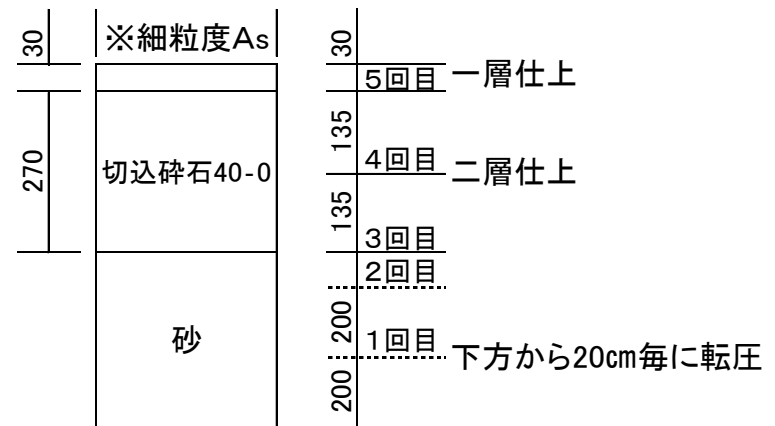 30
※細粒度As
30
5回目
一層仕上
270
切込砕石40-0
135
4回目
二層仕上
135
3回目
2回目
砂
200
1回目
下方から20㎝毎に転圧
200